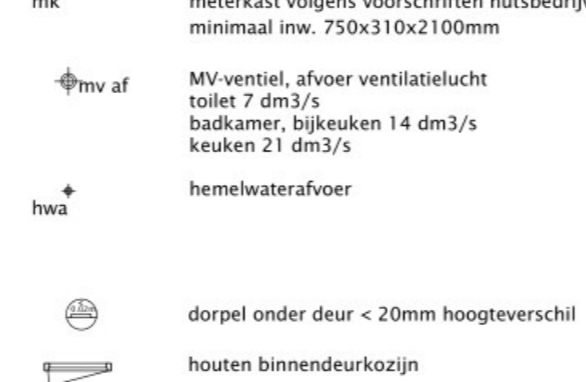 mk meterkast volgens voorschriften nutsbedrijv
minimaal inw. 750x310x2100mm
mv af MV-ventiel, afvoer ventilatielucht
toilet 7 dm3/s
badkamer, bijkeuken 14 dm3/s
keuken 21 dm3/s
hwa hemelwaterafvoer
dorpel onder deur < 20mm hoogteverschil
houten binnendeurkozijn